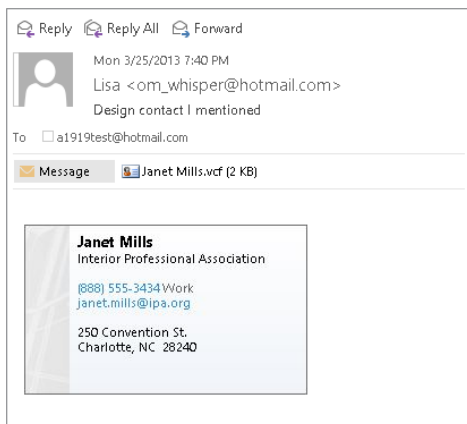 Reply Reply All Forward
Mon 3/25/2013 7:40 PM
Lisa <om_whisper@hotmail.com>
Design contact I mentioned
To a1919test@hotmail.com
Message Janet Mills.vcf (2 KB)
Janet Mills
Interior Professional Association
(888) 555-3434 Work
janet.mills@ipa.org
250 Convention St.
Charlotte, NC 28240